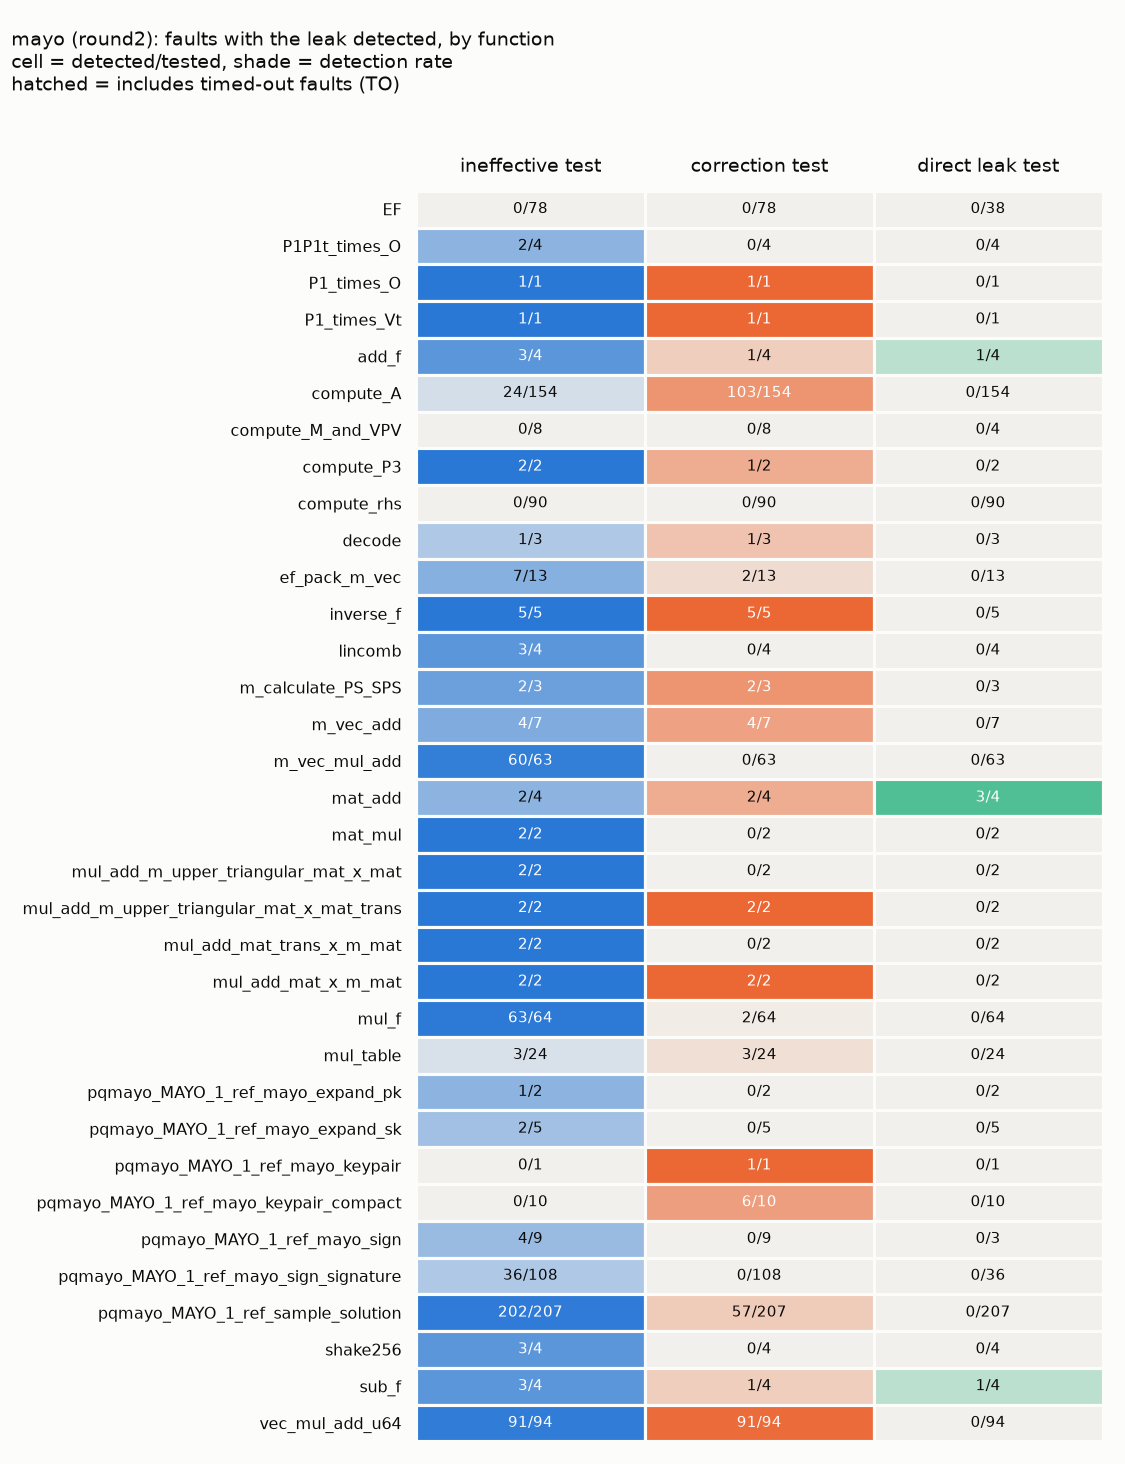 mayo (round2): faults with the leak detected, by function
cell = detected/tested, shade = detection rate
hatched = includes timed-out faults (TO)
ineffective test correction test direct leak test
EF 0/78 0/78 0/38
P1P1t_times_O 2/4 0/4 0/4
P1_times_O 1/1 1/1 0/1
P1_times_Vt 1/1 1/1 0/1
add_f 3/4 1/4 1/4
compute_A 24/154 103/154 0/154
compute_M_and_VPV 0/8 0/8 0/4
compute_P3 2/2 1/2 0/2
compute_rhs 0/90 0/90 0/90
decode 1/3 1/3 0/3
ef_pack_m_vec 7/13 2/13 0/13
inverse_f 5/5 5/5 0/5
lincomb 3/4 0/4 0/4
m_calculate_PS_SPS 2/3 2/3 0/3
m_vec_add 4/7 4/7 0/7
m_vec_mul_add 60/63 0/63 0/63
mat_add 2/4 2/4 3/4
mat_mul 2/2 0/2 0/2
mul_add_m_upper_triangular_mat_x_mat 2/2 0/2 0/2
mul_add_m_upper_triangular_mat_x_mat_trans 2/2 2/2 0/2
mul_add_mat_trans_x_m_mat 2/2 0/2 0/2
mul_add_mat_x_m_mat 2/2 2/2 0/2
mul_f 63/64 2/64 0/64
mul_table 3/24 3/24 0/24
pqmayo_MAYO_1_ref_mayo_expand_pk 1/2 0/2 0/2
pqmayo_MAYO_1_ref_mayo_expand_sk 2/5 0/5 0/5
pqmayo_MAYO_1_ref_mayo_keypair 0/1 1/1 0/1
pqmayo_MAYO_1_ref_mayo_keypair_compact 0/10 6/10 0/10
pqmayo_MAYO_1_ref_mayo_sign 4/9 0/9 0/3
pqmayo_MAYO_1_ref_mayo_sign_signature 36/108 0/108 0/36
pqmayo_MAYO_1_ref_sample_solution 202/207 57/207 0/207
shake256 3/4 0/4 0/4
sub_f 3/4 1/4 1/4
vec_mul_add_u64 91/94 91/94 0/94